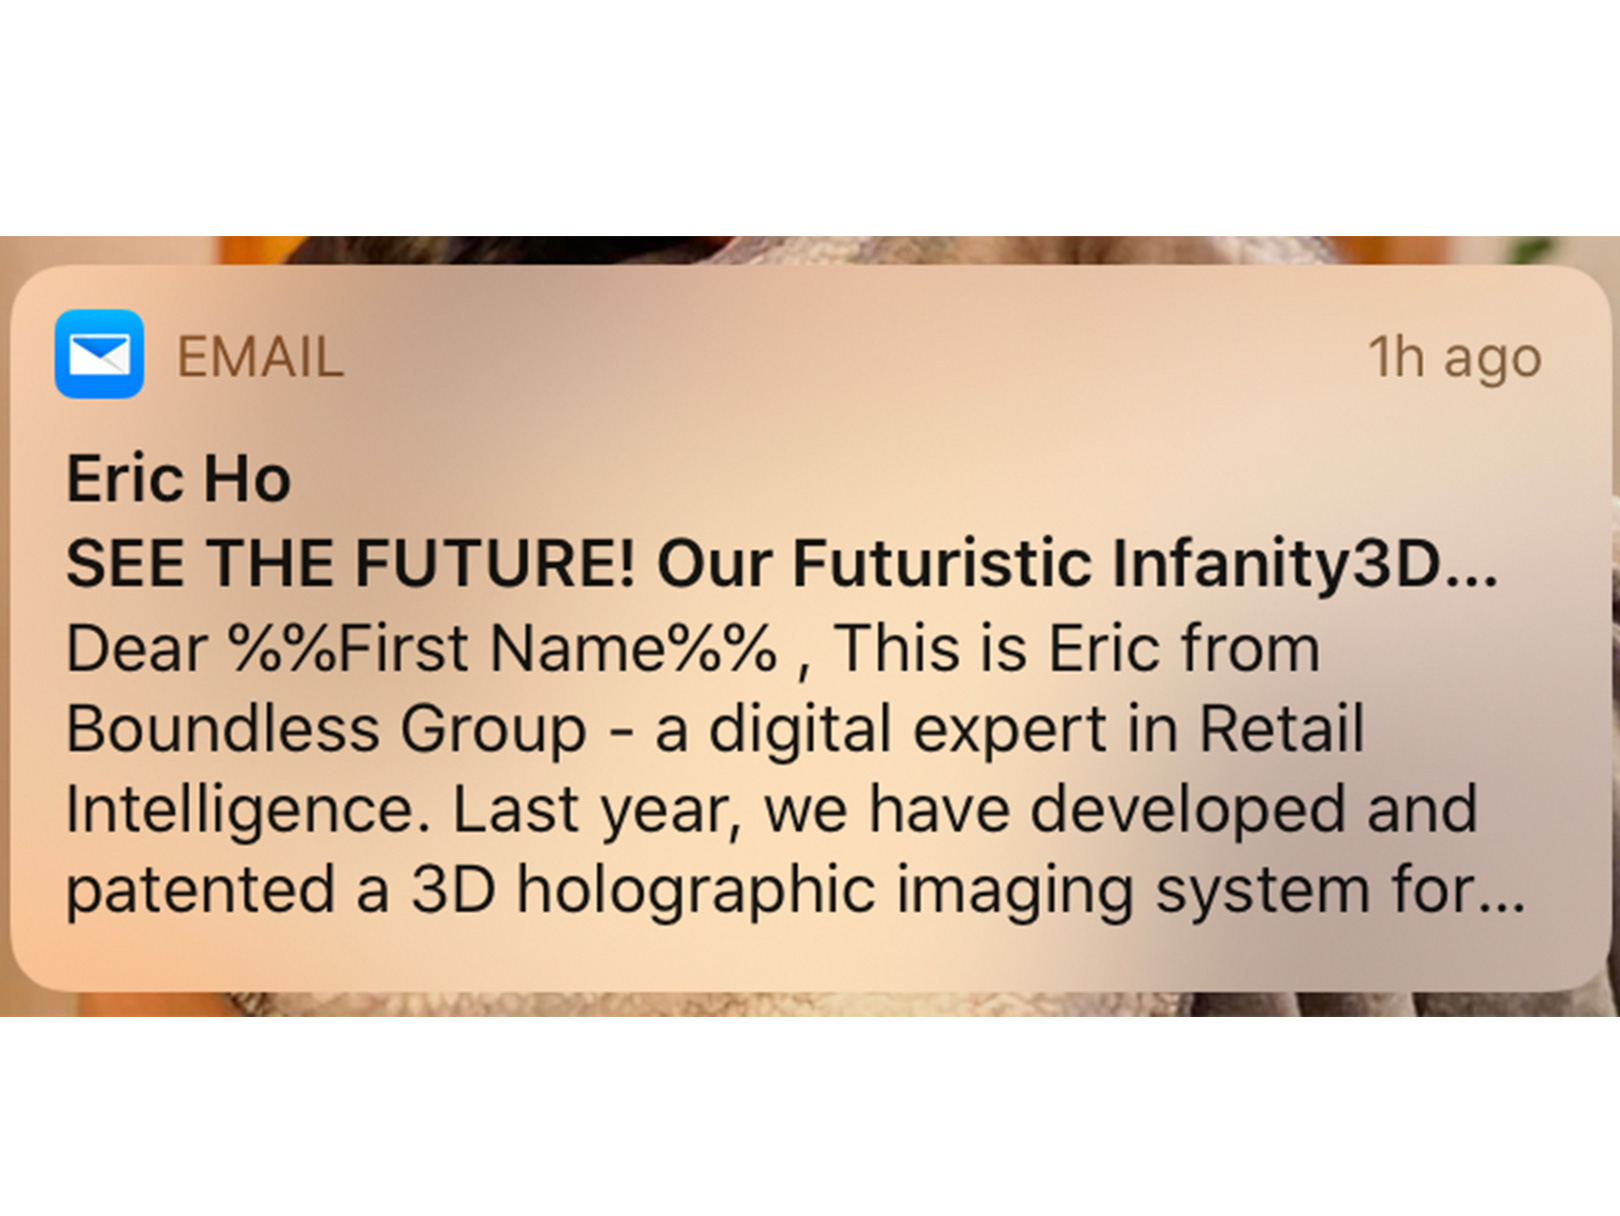 EMAIL
1h ago
Eric Ho
SEE THE FUTURE! Our Futuristic Infanity3D...
Dear %%First Name%% , This is Eric from
Boundless Group - a digital expert in Retail
Intelligence. Last year, we have developed and
patented a 3D holographic imaging system for...